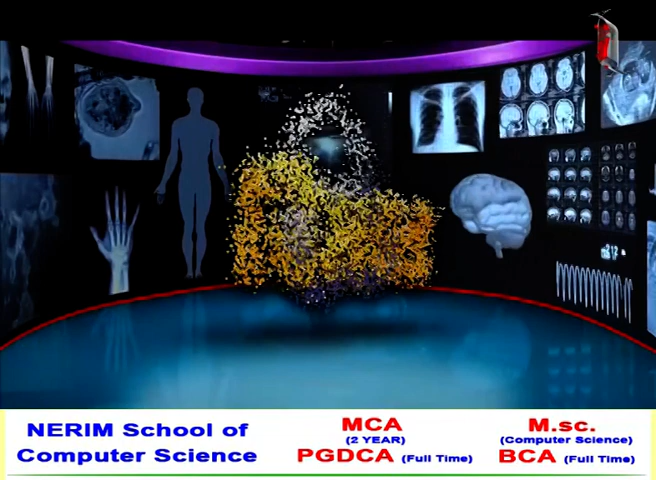 NERIM School of
Computer Science
MCA
(2 YEAR)
PGDCA (Full Time)
M.sc.
(Computer Science)
BCA (Full Time)